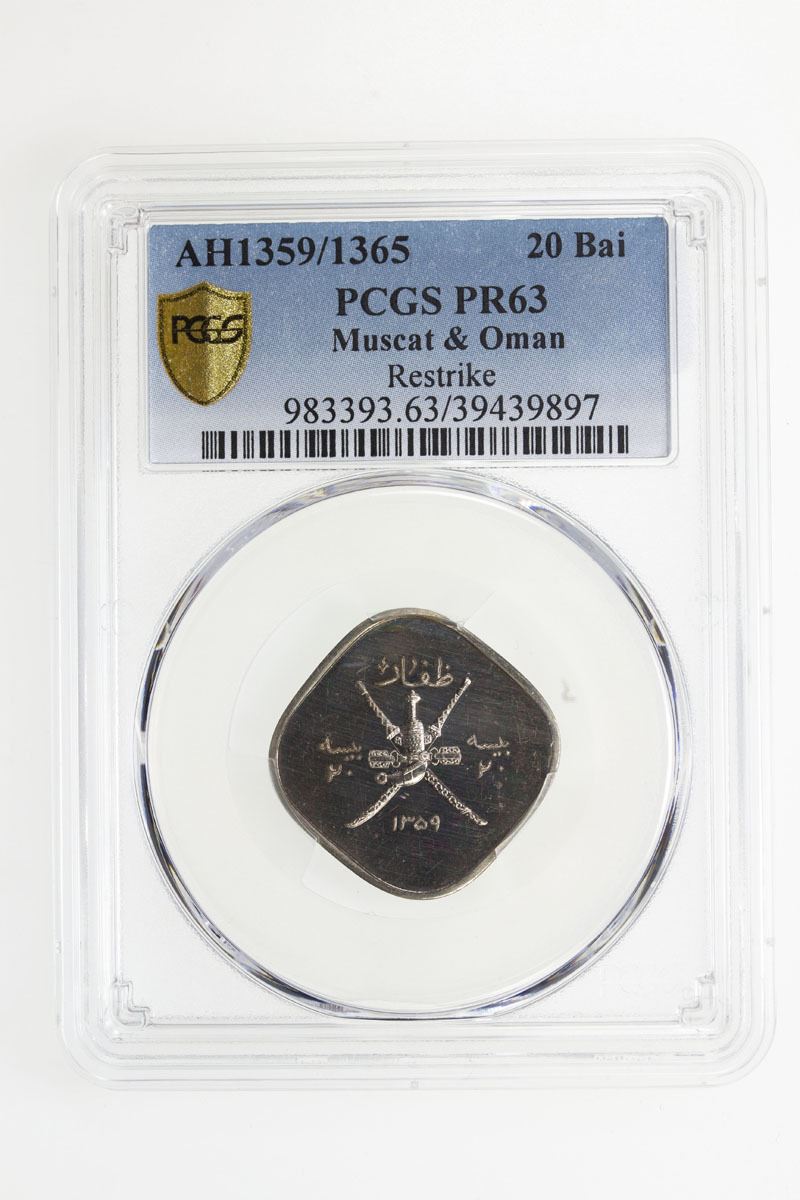 AH1359/1365 20 Bai
PCGS PR63
Muscat & Oman
Restrike
983393.63/39439897
PCGS
ظفار
بيسه بيسه
٢٠ ٢٠
١٣٥٩